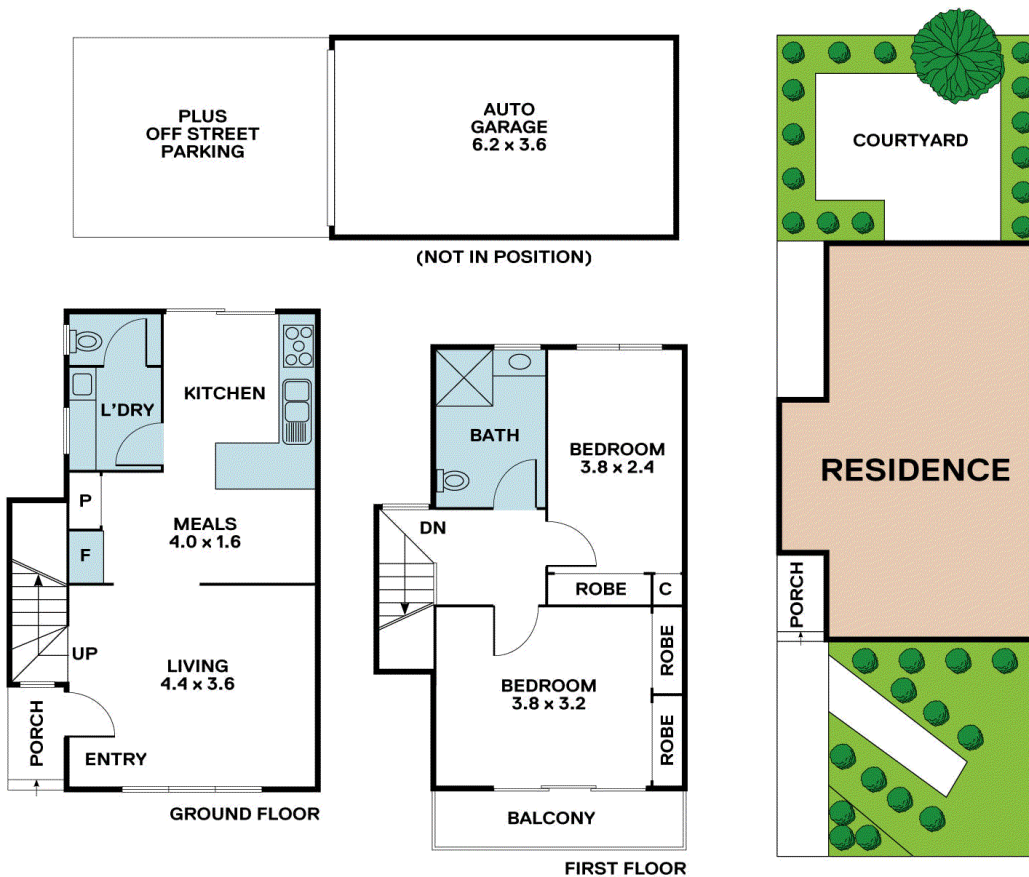 PLUS
OFF STREET
PARKING
AUTO
GARAGE
6.2 x 3.6
(NOT IN POSITION)
COURTYARD
RESIDENCE
PORCH
L'DRY
KITCHEN
P
F
MEALS
4.0 x 1.6
UP
LIVING
4.4 x 3.6
PORCH
ENTRY
GROUND FLOOR
BATH
BEDROOM
3.8 x 2.4
DN
ROBE
C
BEDROOM
3.8 x 3.2
ROBE
ROBE
BALCONY
FIRST FLOOR